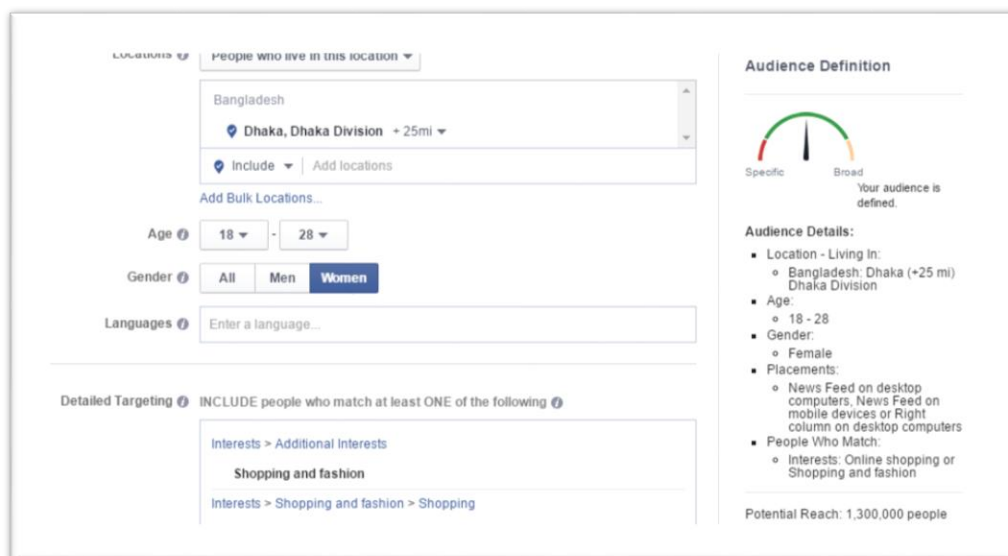 Locations
People who live in this location
Bangladesh
Dhaka, Dhaka Division + 25mi
Include Add locations
Add Bulk Locations...
Age 18 - 28
Gender All Men Women
Languages Enter a language...
Detailed Targeting INCLUDE people who match at least ONE of the following
Interests > Additional Interests
Shopping and fashion
Interests > Shopping and fashion > Shopping
Audience Definition
Specific Broad
Your audience is
defined.
Audience Details:
Location - Living In:
Bangladesh: Dhaka (+25 mi)
Dhaka Division
Age:
18 - 28
Gender:
Female
Placements:
News Feed on desktop
computers, News Feed on
mobile devices or Right
column on desktop computers
People Who Match:
Interests: Online shopping or
Shopping and fashion
Potential Reach: 1,300,000 people